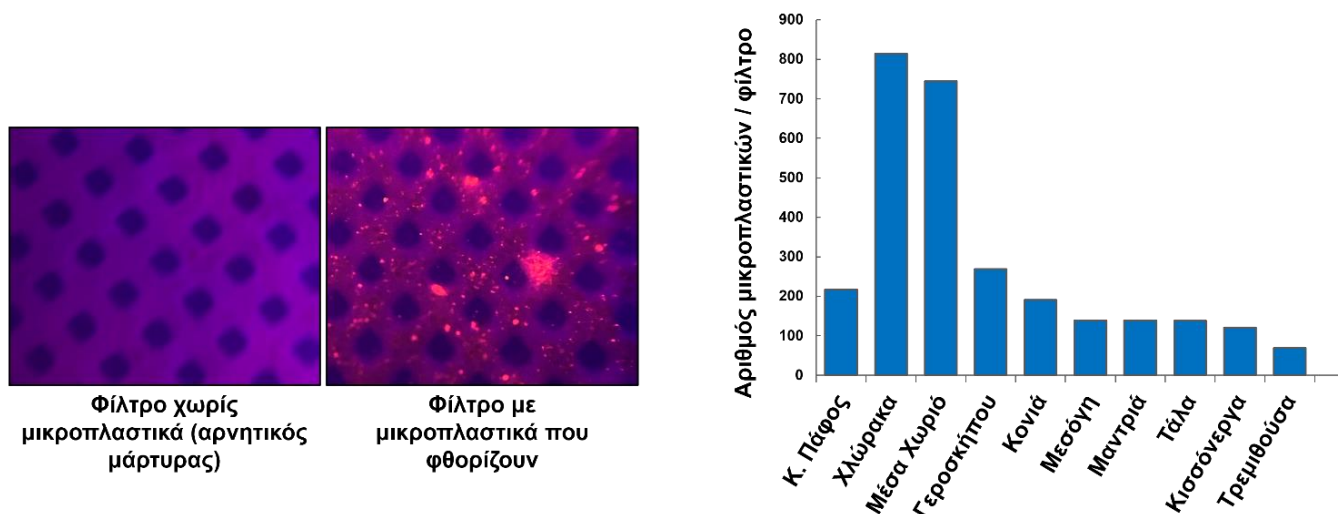 Φίλτρο χωρίς
μικροπλαστικά (αρνητικός
μάρτυρας)
Φίλτρο με
μικροπλαστικά που
φθορίζουν
Αριθμός μικροπλαστικών / φίλτρο
900
800
700
600
500
400
300
200
100
0
Κ. Πάφος
Χλώρακα
Μέσα Χωριό
Γεροσκήπου
Κονιά
Μεσόγη
Μαντριά
Τάλα
Κισσόνεργα
Τρεμιθούσα